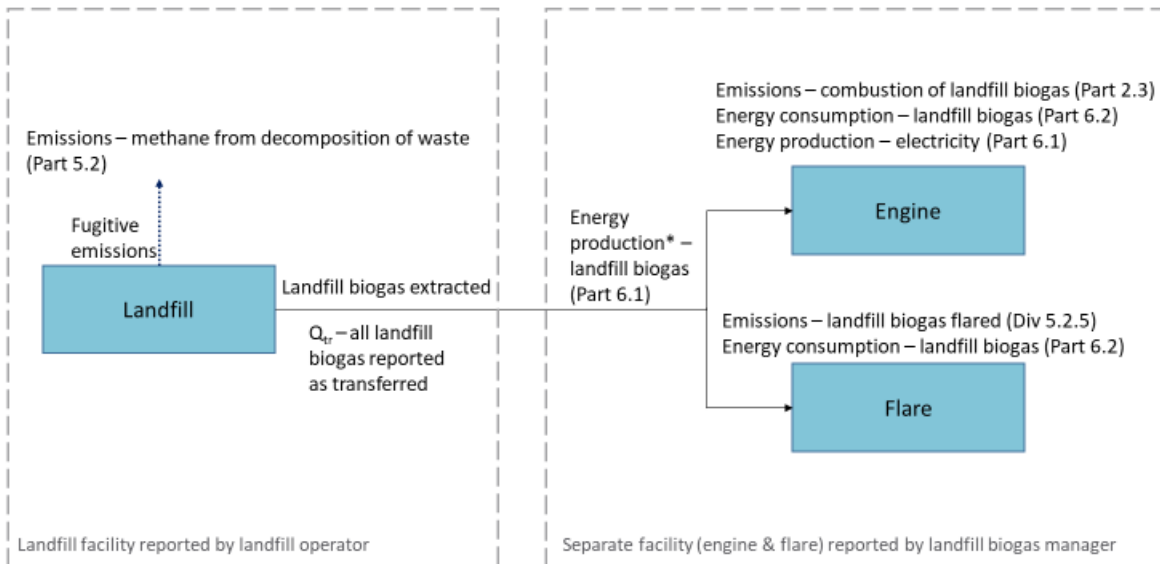 Emissions – methane from decomposition of waste
(Part 5.2)
Fugitive
emissions
Landfill
Landfill biogas extracted
Qtr – all landfill
biogas reported
as transferred
Landfill facility reported by landfill operator
Energy
production* –
landfill biogas
(Part 6.1)
Emissions – combustion of landfill biogas (Part 2.3)
Energy consumption – landfill biogas (Part 6.2)
Energy production – electricity (Part 6.1)
Engine
Emissions – landfill biogas flared (Div 5.2.5)
Energy consumption – landfill biogas (Part 6.2)
Flare
Separate facility (engine & flare) reported by landfill biogas manager